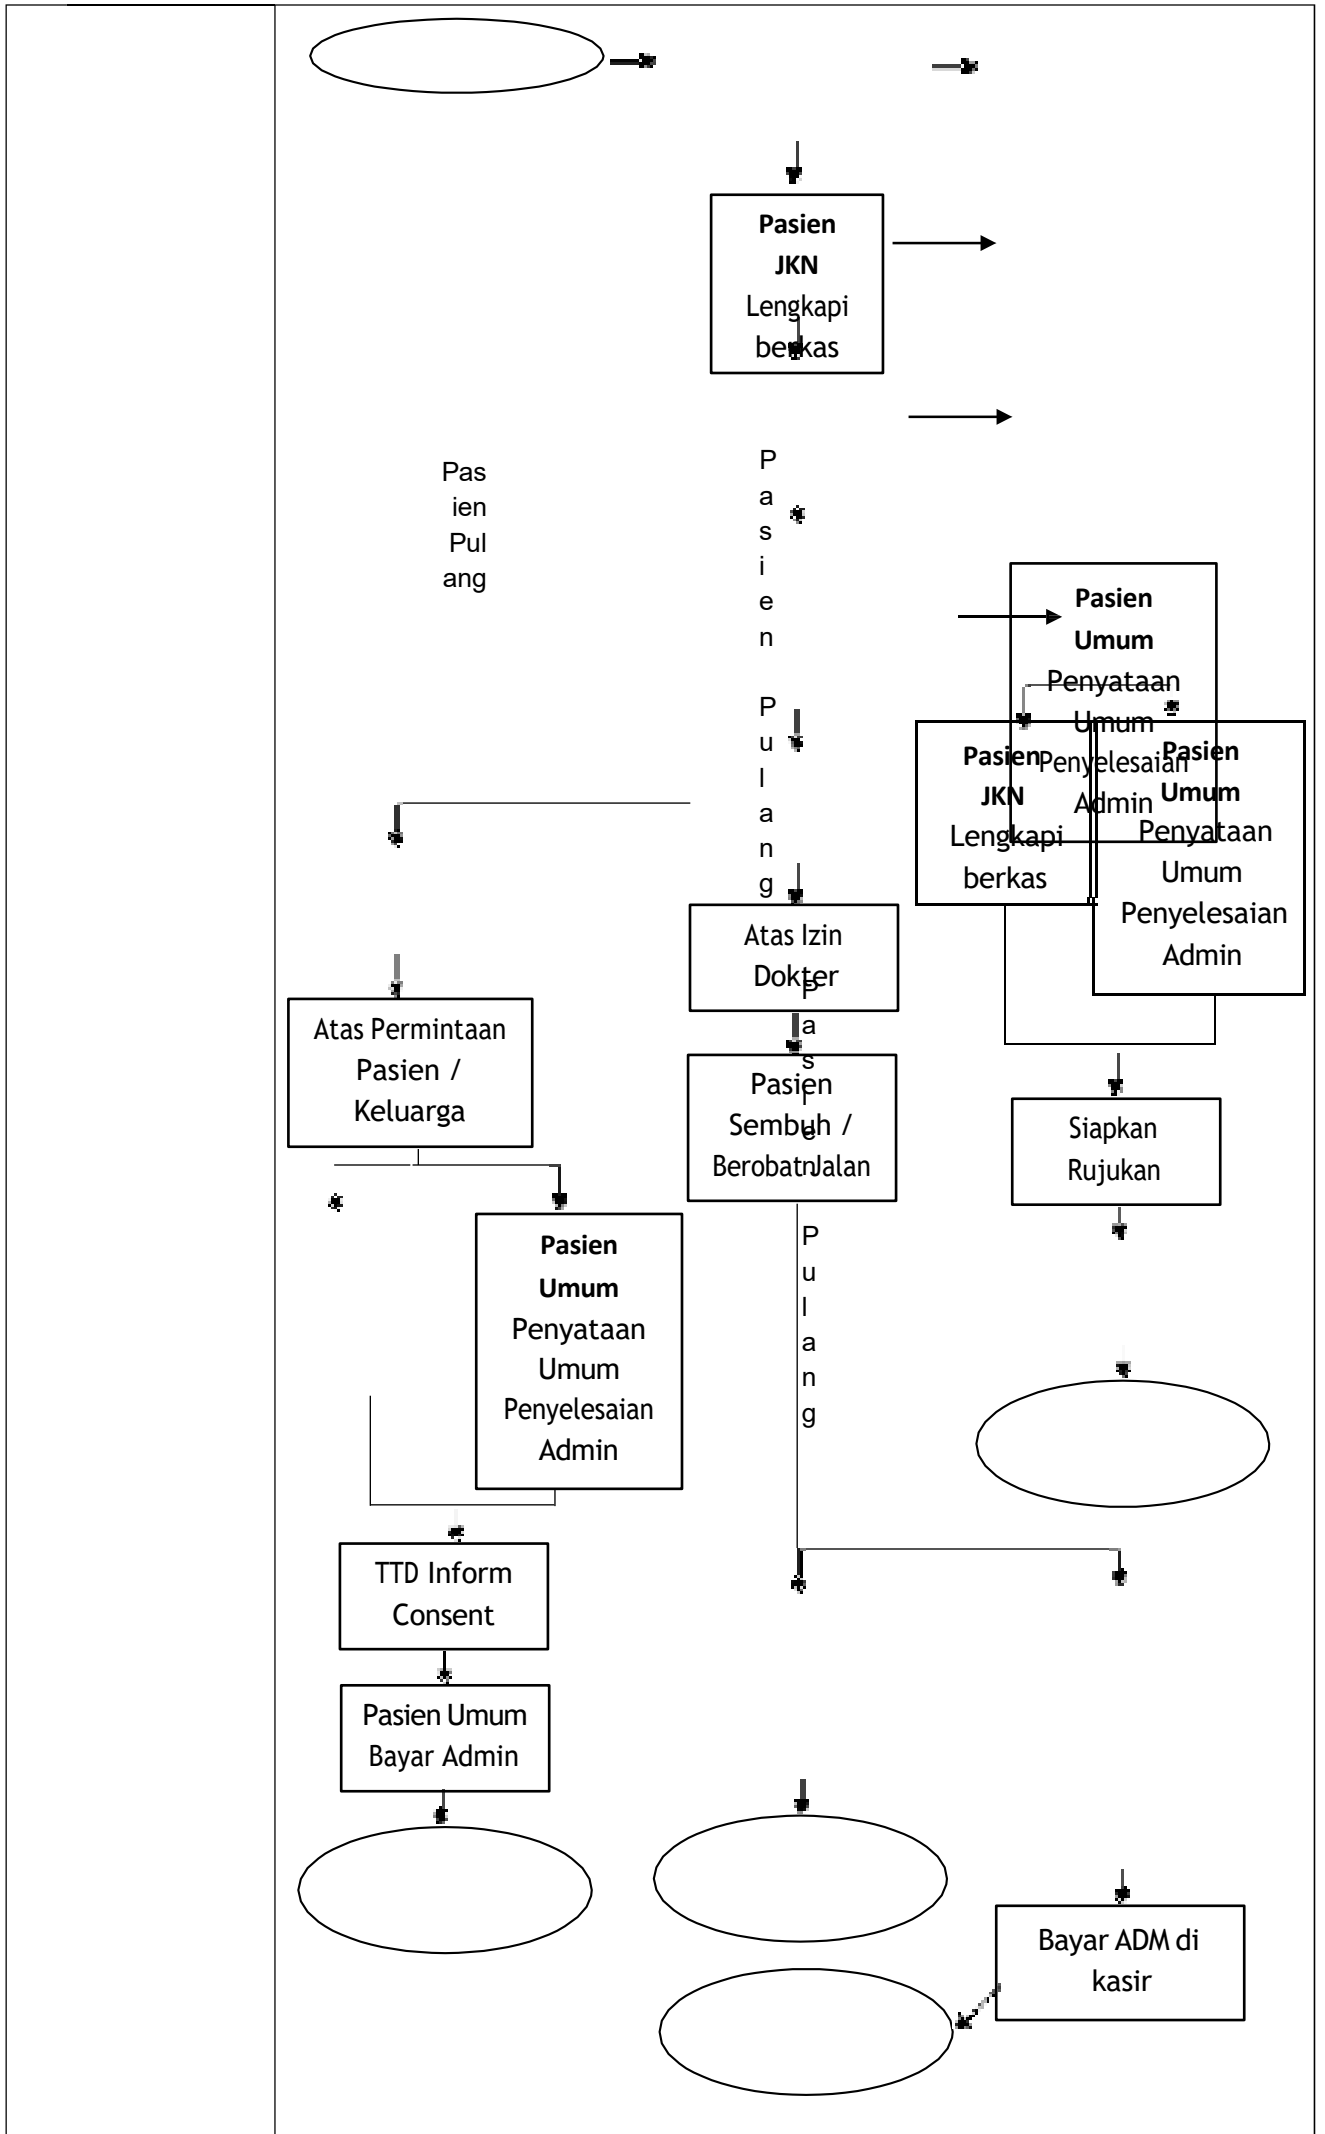 Pasien
JKN
Lengkapi
berkas
Pas
ien
Pul
ang
P
a
s
i
e
n
P
u
l
a
n
g
Pasien
Umum
Penyataan
Umum
Penyelesaian
Admin
Pasien
JKN
Lengkapi
berkas
Pasien
Umum
Penyataan
Umum
Penyelesaian
Admin
Atas Izin
Dokter
P
a
s
i
e
n
P
u
l
a
n
g
Atas Permintaan
Pasien /
Keluarga
Pasien
Sembuh /
Berobat Jalan
Siapkan
Rujukan
Pasien
Umum
Penyataan
Umum
Penyelesaian
Admin
TTD Inform
Consent
Pasien Umum
Bayar Admin
Bayar ADM di
kasir